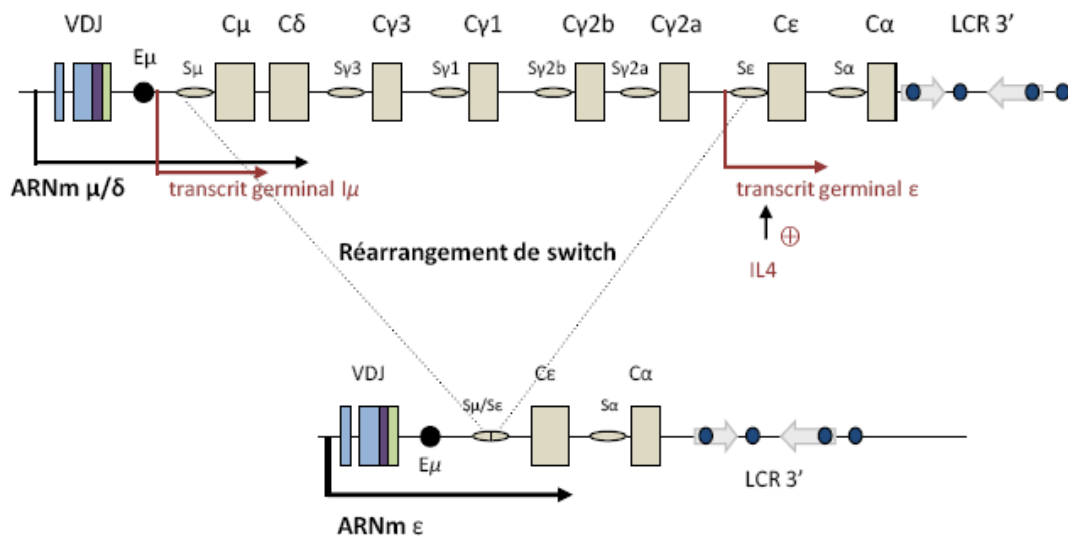 VDJ Cμ Cδ Cγ3 Cγ1 Cγ2b Cγ2a Cε Cα LCR 3’
Eμ Sμ Sγ3 Sγ1 Sγ2b Sγ2a Sε Sα
ARNm μ/δ
transcrit germinal Iμ
transcrit germinal ε
Réarrangement de switch
IL4
VDJ Cε Cα
Sμ/Sε Sα
Eμ
LCR 3’
ARNm ε